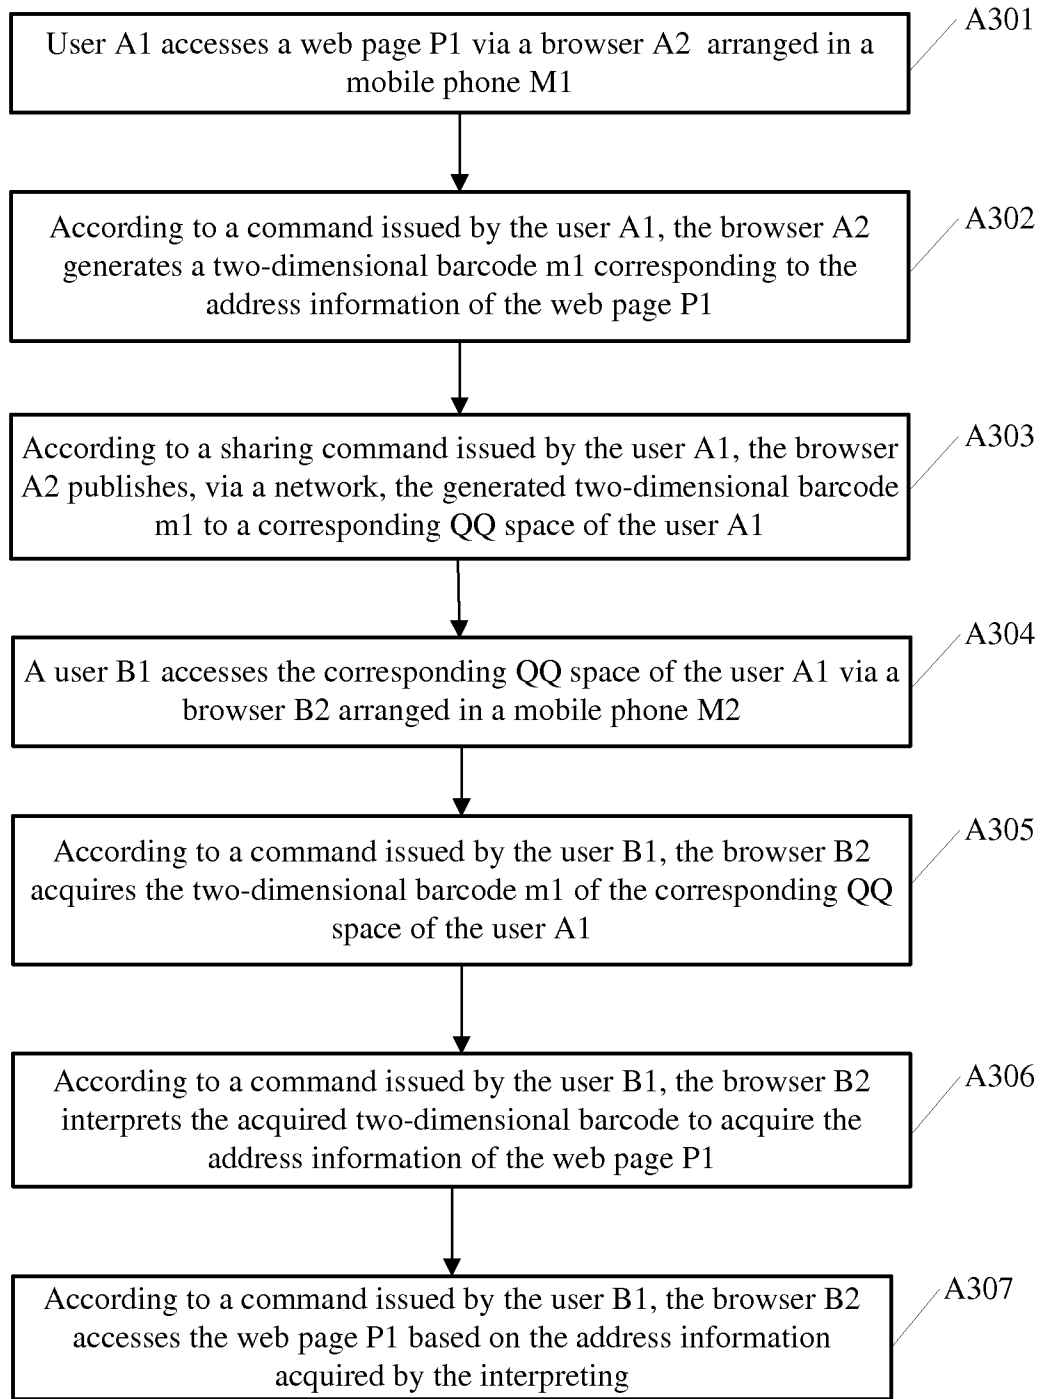 A301
User A1 accesses a web page P1 via a browser A2 arranged in a
mobile phone M1
A302
According to a command issued by the user A1, the browser A2
generates a two-dimensional barcode m1 corresponding to the
address information of the web page P1
A303
According to a sharing command issued by the user A1, the browser
A2 publishes, via a network, the generated two-dimensional barcode
m1 to a corresponding QQ space of the user A1
A304
A user B1 accesses the corresponding QQ space of the user A1 via a
browser B2 arranged in a mobile phone M2
A305
According to a command issued by the user B1, the browser B2
acquires the two-dimensional barcode m1 of the corresponding QQ
space of the user A1
A306
According to a command issued by the user B1, the browser B2
interprets the acquired two-dimensional barcode to acquire the
address information of the web page P1
A307
According to a command issued by the user B1, the browser B2
accesses the web page P1 based on the address information
acquired by the interpreting